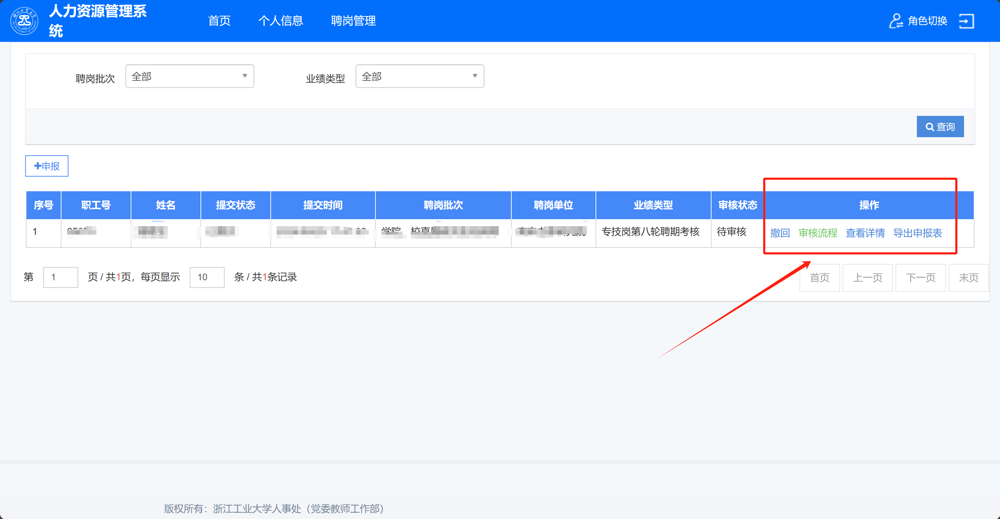 人力资源管理系
统
首页 个人信息 聘岗管理
角色切换
聘岗批次 全部 业绩类型 全部
查询
申报
序号 职工号 姓名 提交状态 提交时间 聘岗批次 聘岗单位 业绩类型 审核状态 操作
1 学院 专技岗第八轮聘期考核 待审核 撤回 审核流程 查看详情 导出申报表
第 1 页 / 共1页，每页显示 10 条 / 共1条记录
首页 上一页 下一页 末页
版权所有：浙江工业大学人事处（党委教师工作部）